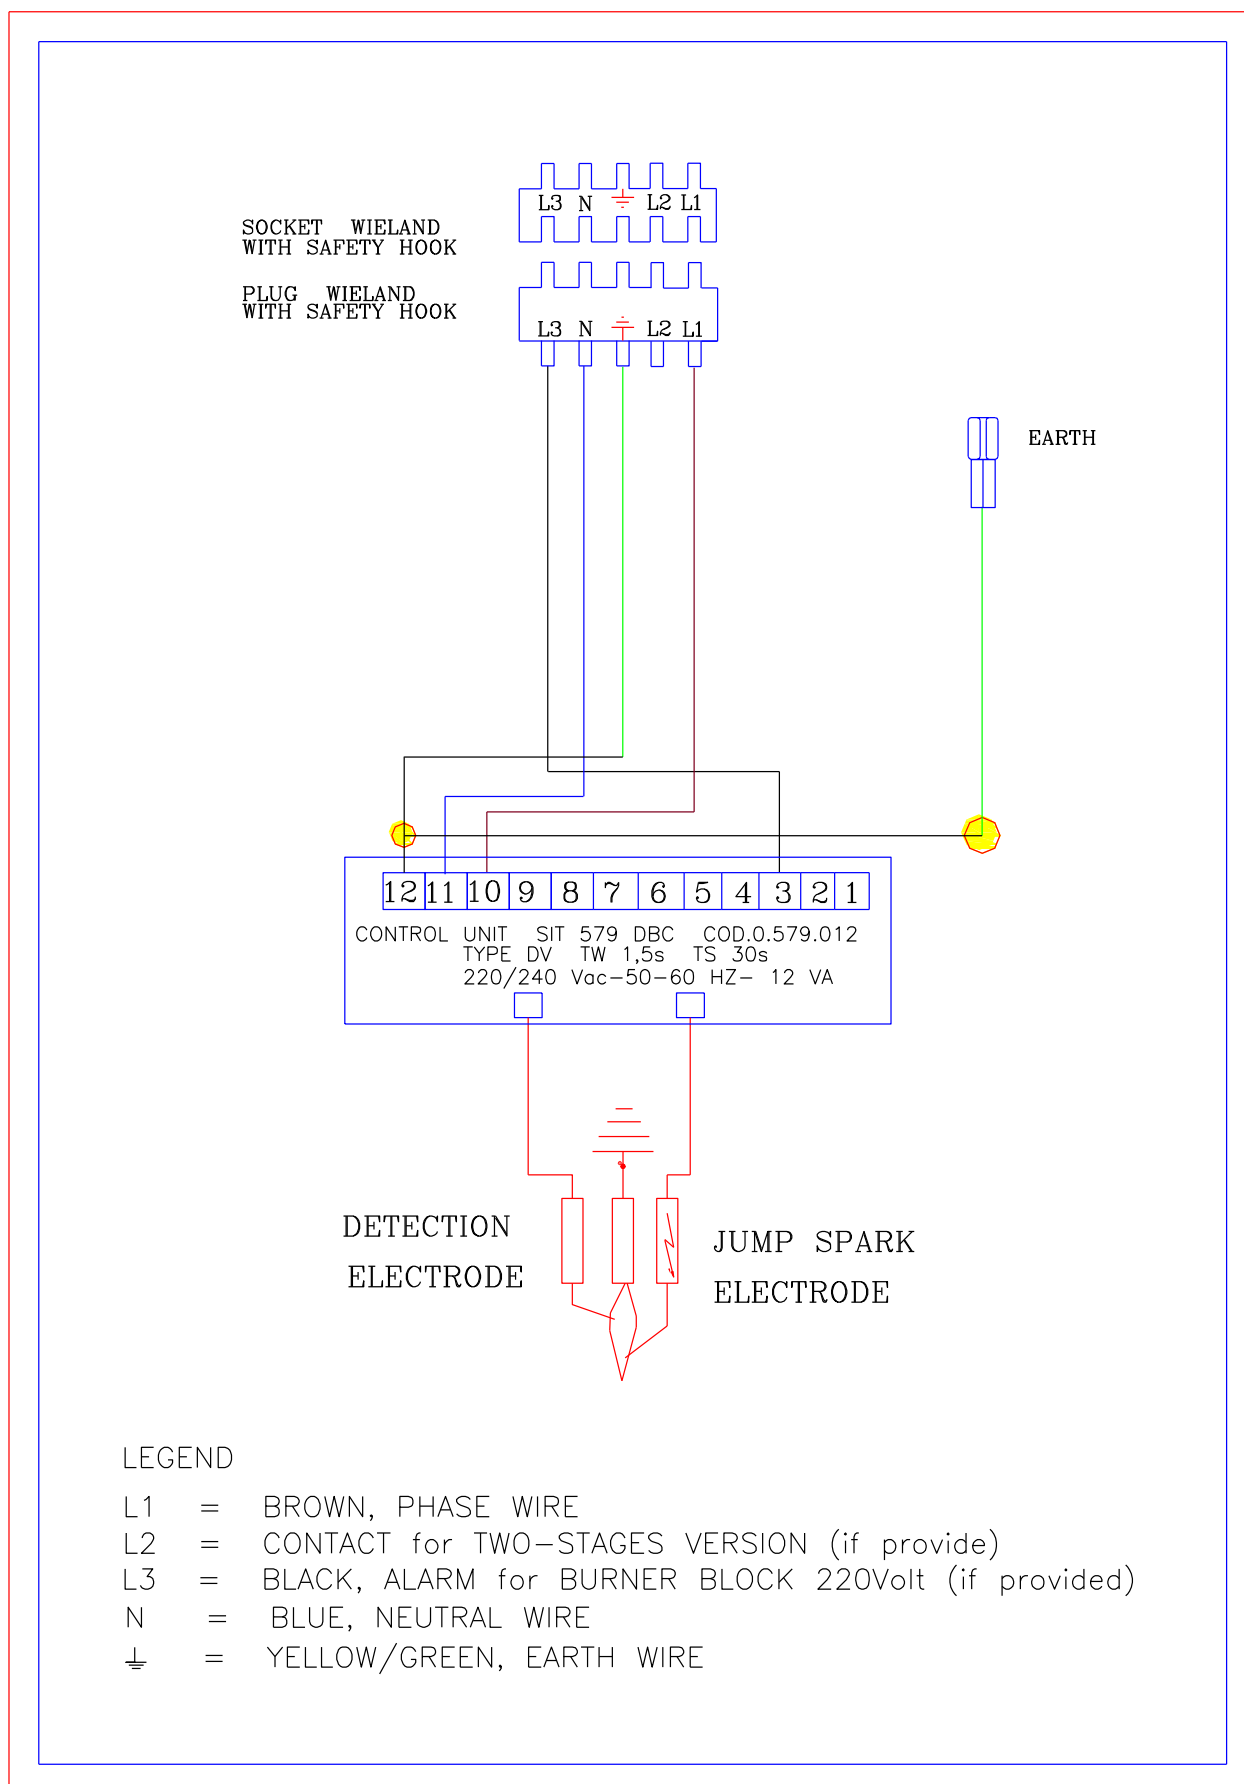 L3 N L2 L1
SOCKET WIELAND
WITH SAFETY HOOK
PLUG WIELAND
WITH SAFETY HOOK
L3 N L2 L1
EARTH
12 11 10 9 8 7 6 5 4 3 2 1
CONTROL UNIT SIT 579 DBC COD.0.579.012
TYPE DV TW 1,5s TS 30s
220/240 Vac-50-60 HZ- 12 VA
DETECTION
ELECTRODE
JUMP SPARK
ELECTRODE
LEGEND
L1 = BROWN, PHASE WIRE
L2 = CONTACT for TWO-STAGES VERSION (if provide)
L3 = BLACK, ALARM for BURNER BLOCK 220Volt (if provided)
N = BLUE, NEUTRAL WIRE
⏚ = YELLOW/GREEN, EARTH WIRE